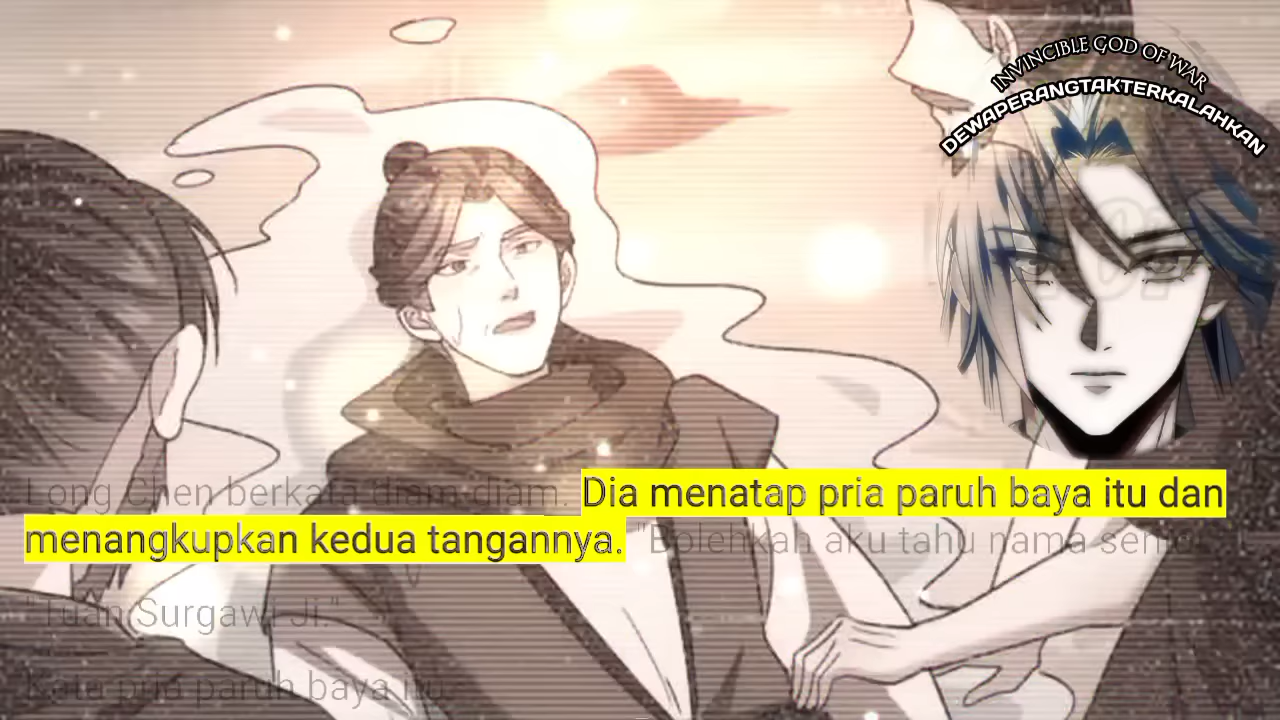 INVINCIBLE GOD OF WAR
DEWAPERANGTAKTERKALAHKAN
Long Chen berkata diam-diam. Dia menatap pria paruh baya itu dan
menangkupkan kedua tangannya. "Bolehkah aku tahu nama senior
"Tuan Surgawi Ji."
Kata pria paruh baya itu.